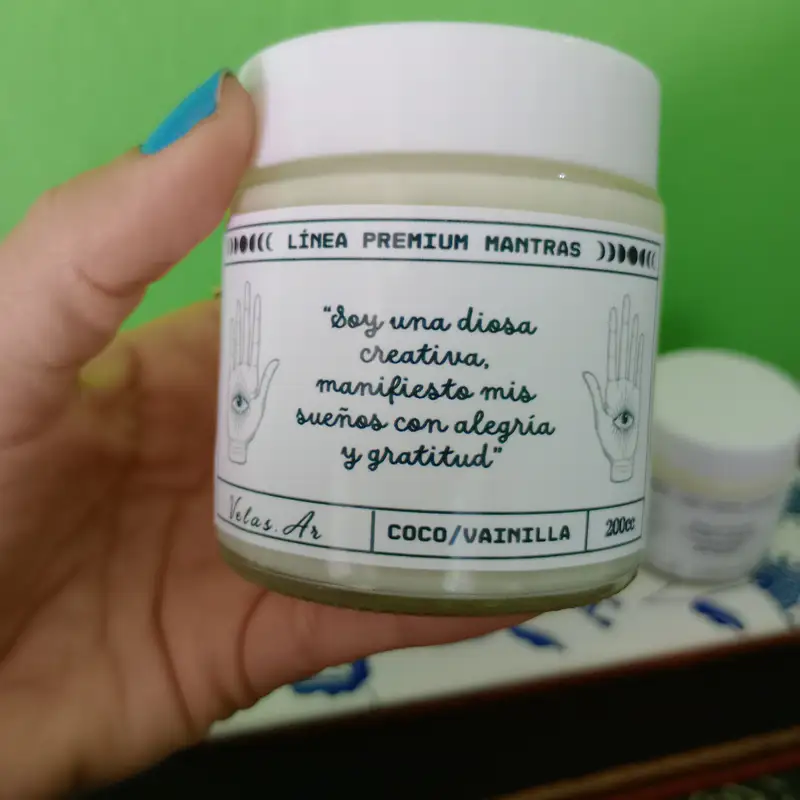 LÍNEA PREMIUM MANTRAS
"Soy una diosa
creativa,
manifiesto mis
sueños con alegría
y gratitud"
Velas.Ar
COCO/VAINILLA
200cc